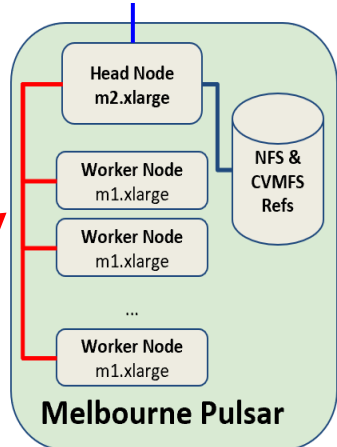 Head Node
m2.xlarge
NFS &
CVMFS
Refs
Worker Node
m1.xlarge
Worker Node
m1.xlarge
...
Worker Node
m1.xlarge
Melbourne Pulsar